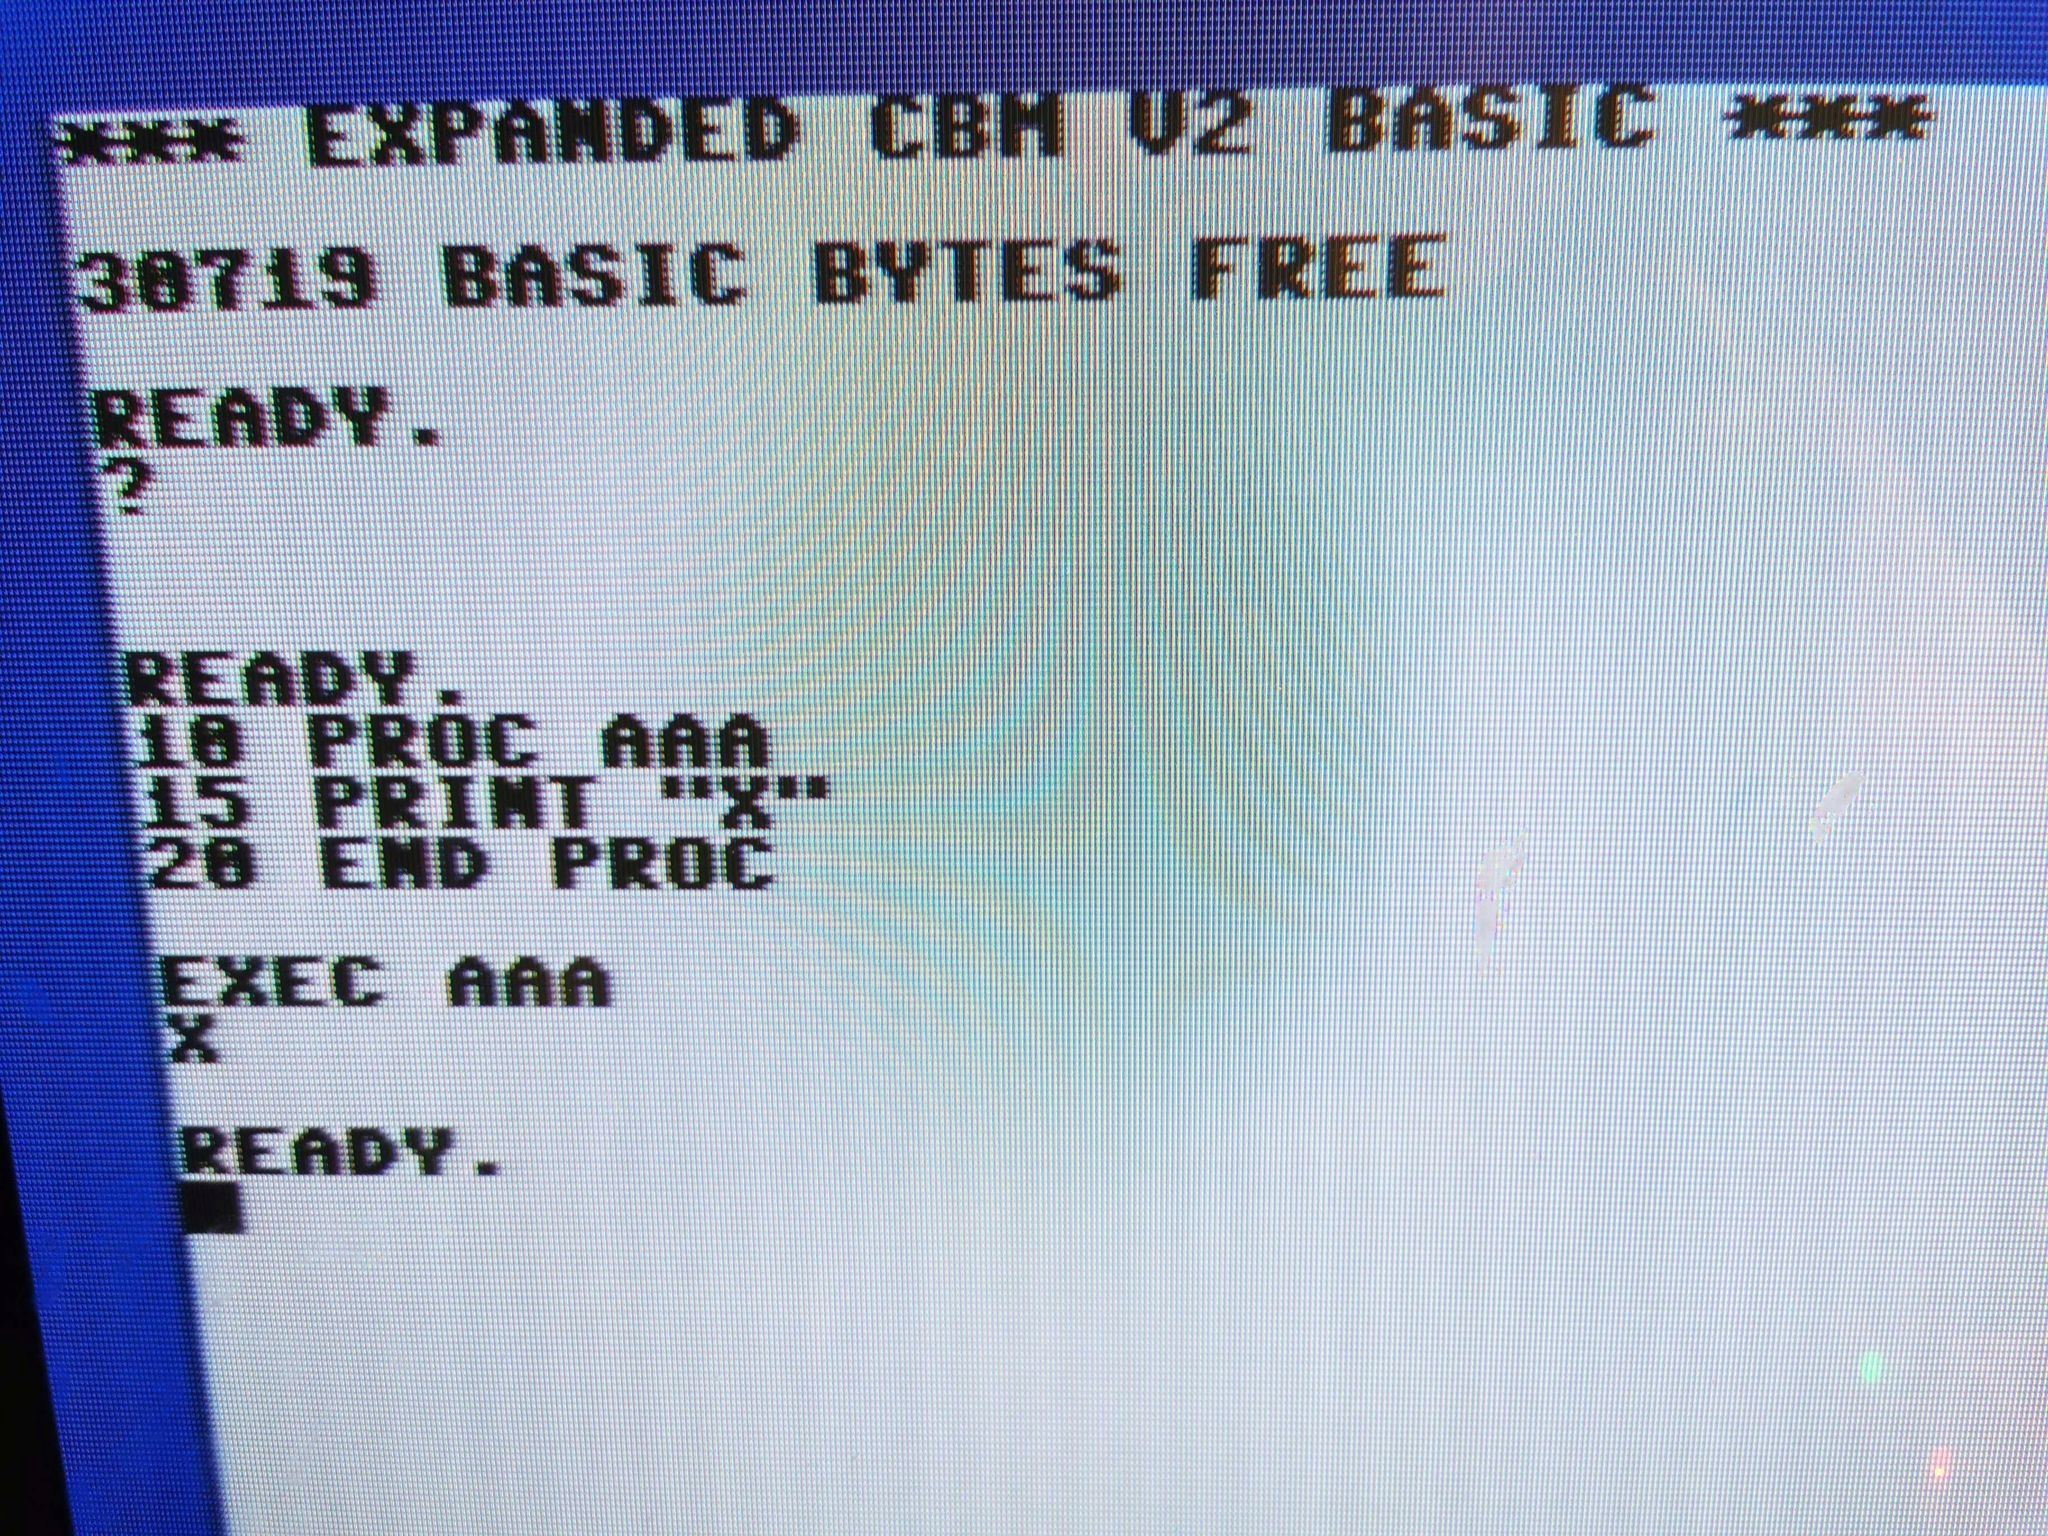 *** EXPANDED CBM V2 BASIC ***
30719 BASIC BYTES FREE
READY.
?
READY.
10 PROC AAA
15 PRINT "X"
20 END PROC
EXEC AAA
X
READY.